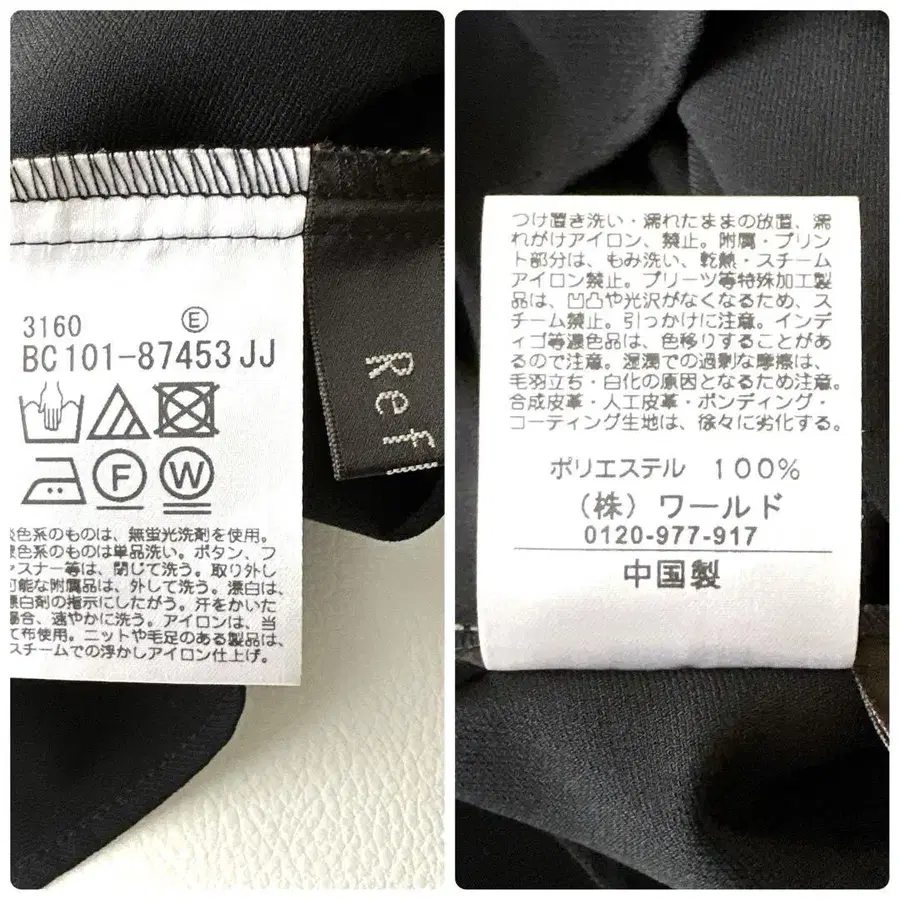 3160 Ⓔ
BC101-87453JJ
Ref
F W
色系のものは、無蛍光洗剤を使用。
色系のものは単品洗い。ボタン、フ
ァスナー等は、閉じて洗う。取り外し
可能な附属品は、外して洗う。漂白は、
漂白剤の指示にしたがう。汗をかいた
場合、速やかに洗う。アイロンは、当
て布使用。ニットや毛足のある製品は、
スチームでの浮かしアイロン仕上げ。
つけ置き洗い・濡れたままの放置、濡
れがけアイロン、禁止。附属・プリン
ト部分は、もみ洗い、乾熱・スチーム
アイロン禁止。プリーツ等特殊加工製
品は、凹凸や光沢がなくなるため、ス
チーム禁止。引っかけに注意。インデ
ィゴ等濃色品は、色移りすることがあ
るので注意。湿潤での過剰な摩擦は、
毛羽立ち・白化の原因となるため注意。
合成皮革・人工皮革・ボンディング・
コーティング生地は、徐々に劣化する。
ポリエステル 100%
(株)ワールド
0120-977-917
中国製